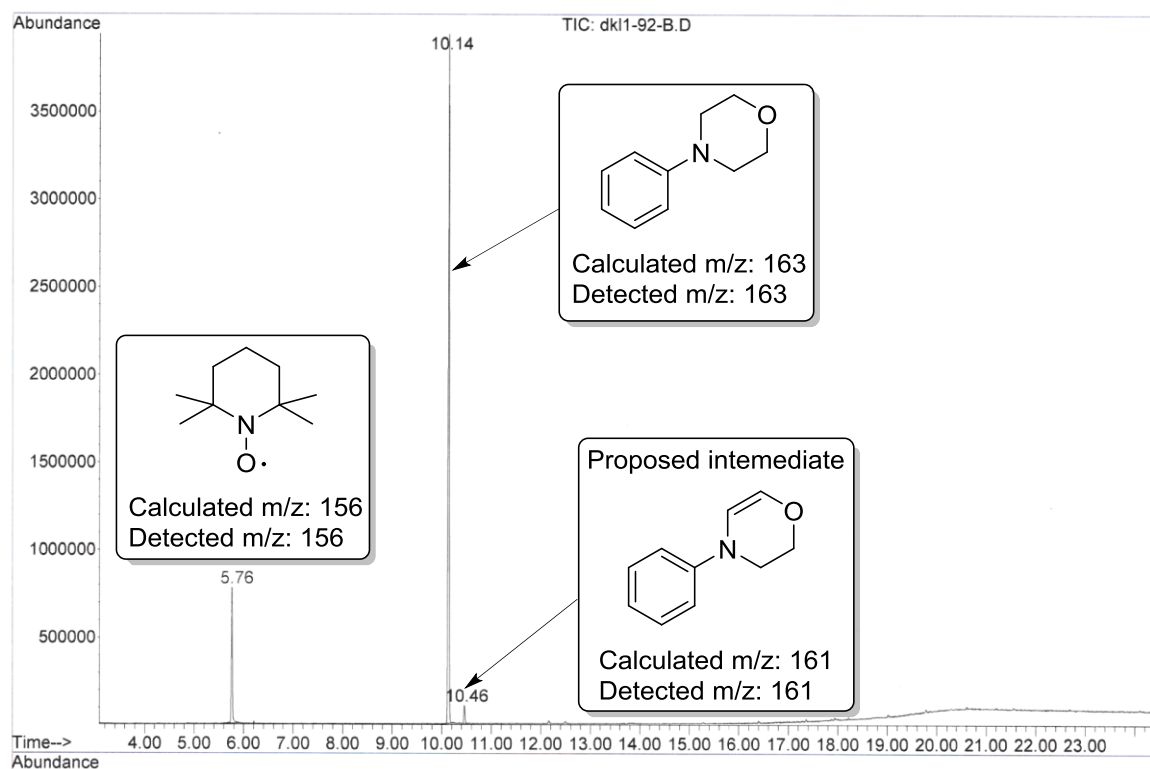 Abundance
TIC: dkl1-92-B.D
10.14
3500000
3000000
2500000
2000000
1500000
1000000
500000
O
N
Calculated m/z: 163
Detected m/z: 163
N
O·
Calculated m/z: 156
Detected m/z: 156
5.76
Proposed intemediate
O
N
Calculated m/z: 161
Detected m/z: 161
10.46
Time-->
4.00 5.00 6.00 7.00 8.00 9.00 10.00 11.00 12.00 13.00 14.00 15.00 16.00 17.00 18.00 19.00 20.00 21.00 22.00 23.00
Abundance